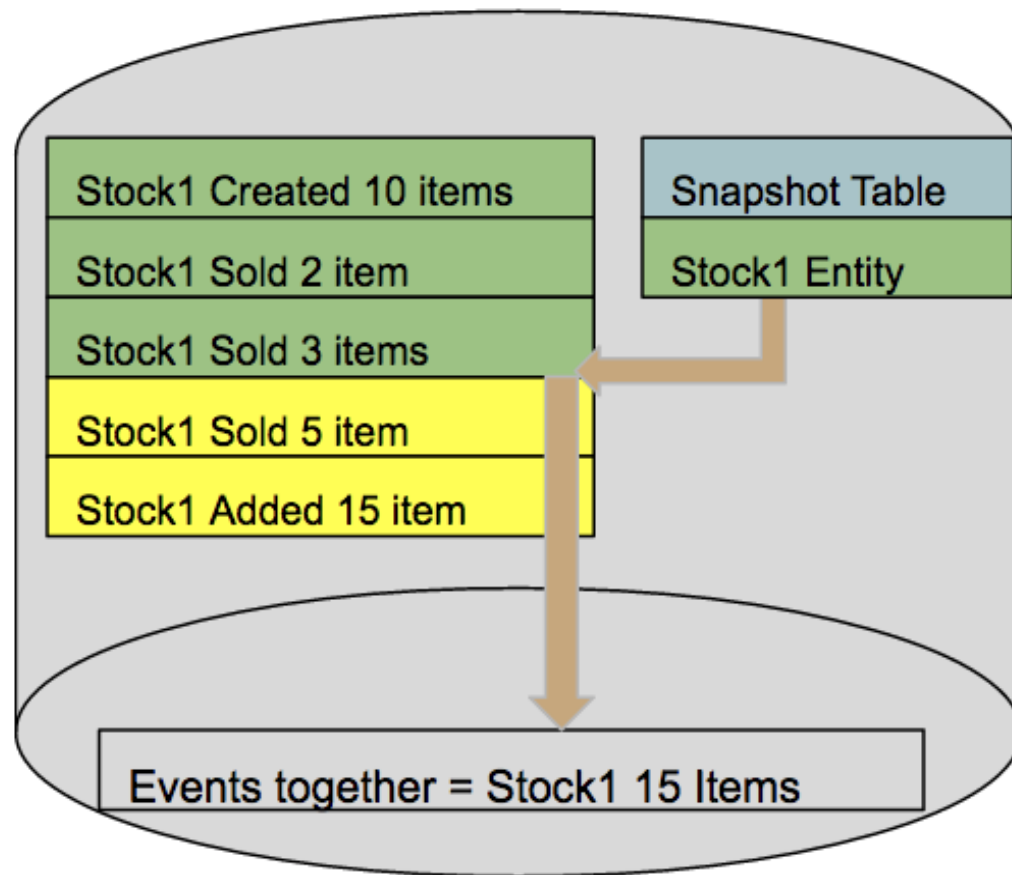 Stock1 Created 10 items
Stock1 Sold 2 item
Stock1 Sold 3 items
Stock1 Sold 5 item
Stock1 Added 15 item
Snapshot Table
Stock1 Entity
Events together = Stock1 15 Items